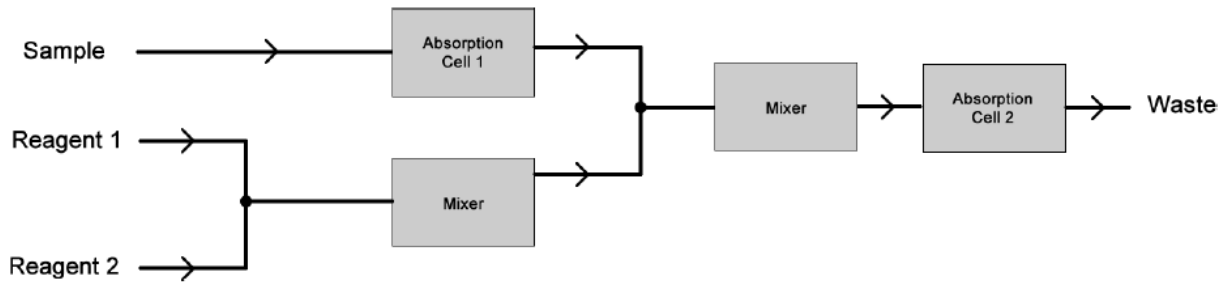 Sample
Absorption
Cell 1
Reagent 1
Mixer
Reagent 2
Mixer
Absorption
Cell 2
Waste